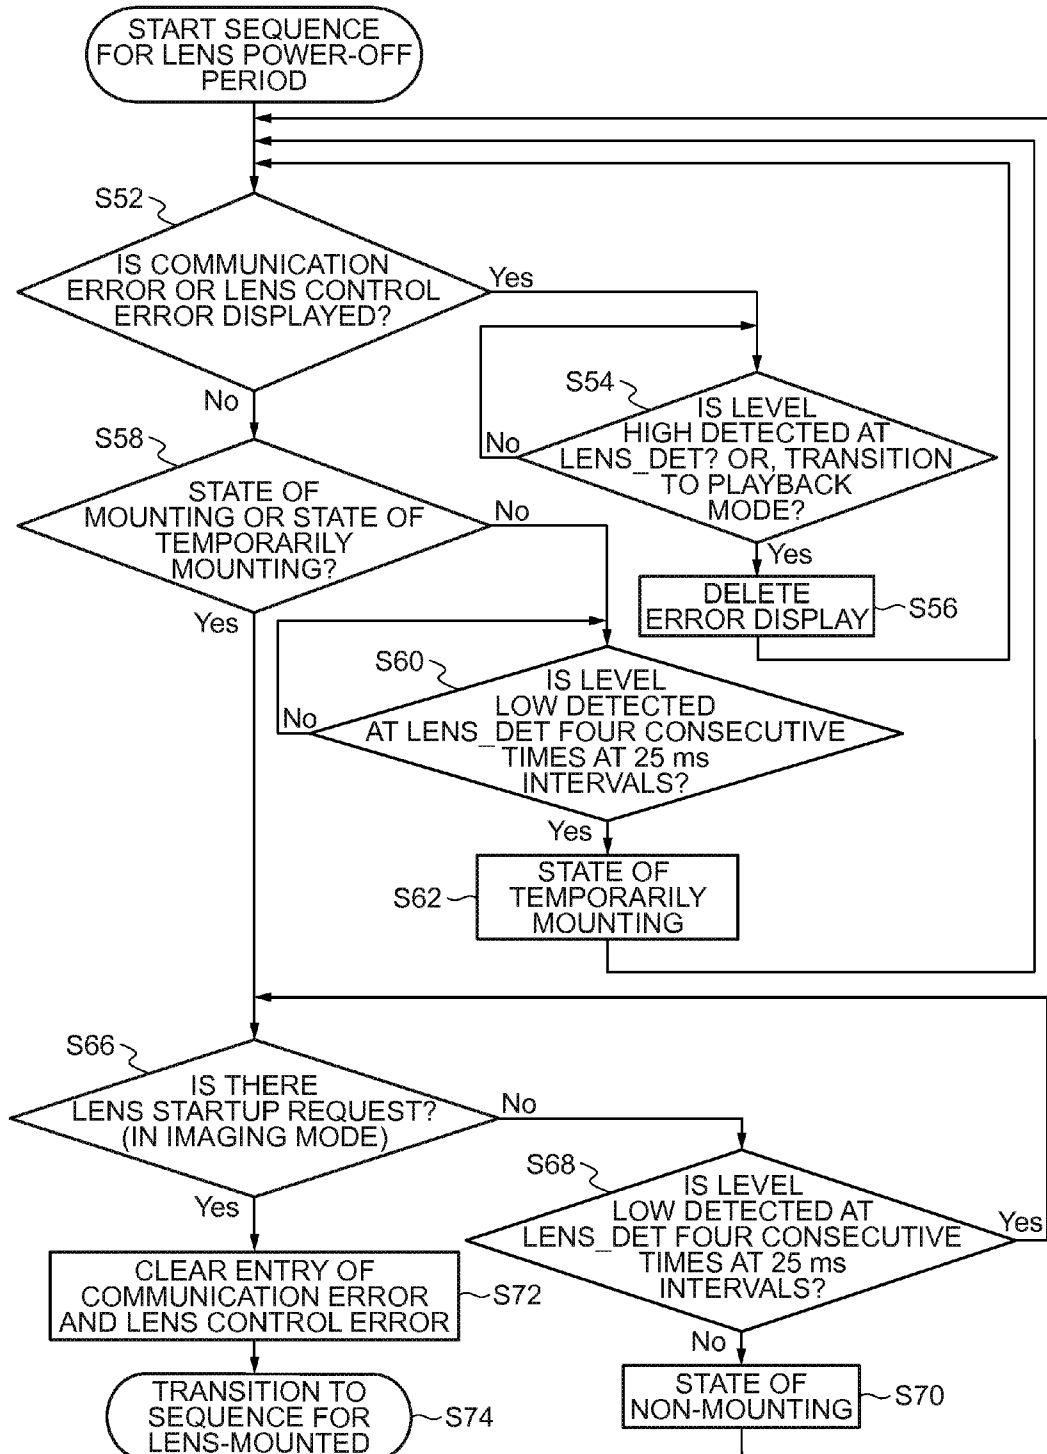 START SEQUENCE
FOR LENS POWER-OFF
PERIOD
S52
IS COMMUNICATION
ERROR OR LENS CONTROL
ERROR DISPLAYED?
Yes
No
S54
IS LEVEL
HIGH DETECTED AT
LENS_DET? OR, TRANSITION
TO PLAYBACK
MODE?
No
Yes
DELETE
ERROR DISPLAY
S56
S58
STATE OF
MOUNTING OR STATE OF
TEMPORARILY
MOUNTING?
No
Yes
S60
IS LEVEL
LOW DETECTED
AT LENS_DET FOUR CONSECUTIVE
TIMES AT 25 ms
INTERVALS?
No
Yes
S62
STATE OF
TEMPORARILY
MOUNTING
S66
IS THERE
LENS STARTUP REQUEST?
(IN IMAGING MODE)
No
Yes
S68
IS LEVEL
LOW DETECTED AT
LENS_DET FOUR CONSECUTIVE
TIMES AT 25 ms
INTERVALS?
Yes
No
CLEAR ENTRY OF
COMMUNICATION ERROR
AND LENS CONTROL ERROR
S72
STATE OF
NON-MOUNTING
S70
TRANSITION TO
SEQUENCE FOR
LENS-MOUNTED
S74